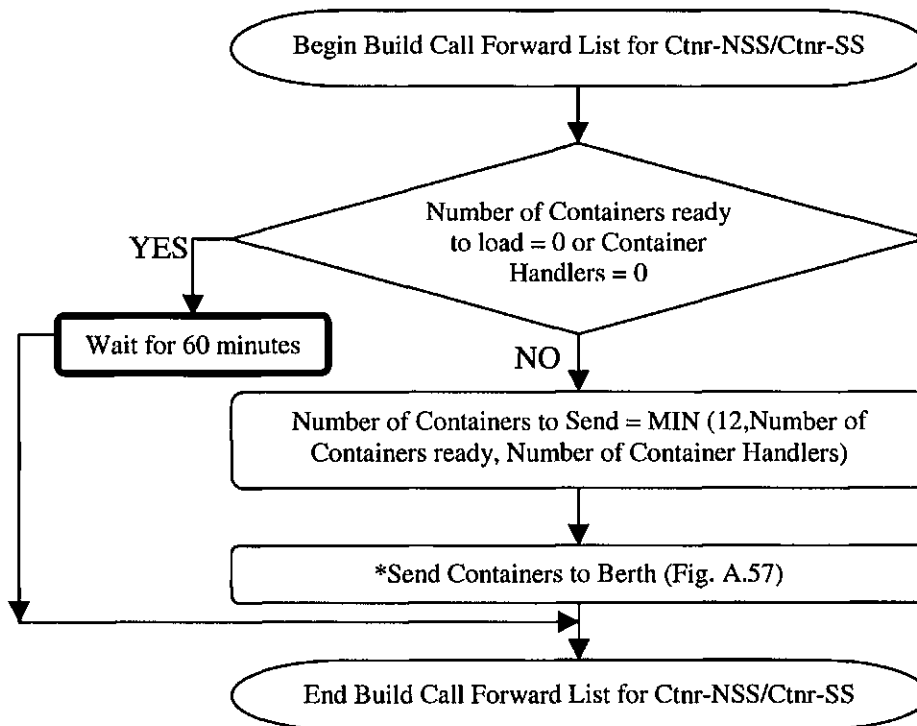 Begin Build Call Forward List for Ctnr-NSS/Ctnr-SS
Number of Containers ready
to load = 0 or Container
Handlers = 0
YES
Wait for 60 minutes
NO
Number of Containers to Send = MIN (12,Number of
Containers ready, Number of Container Handlers)
*Send Containers to Berth (Fig. A.57)
End Build Call Forward List for Ctnr-NSS/Ctnr-SS